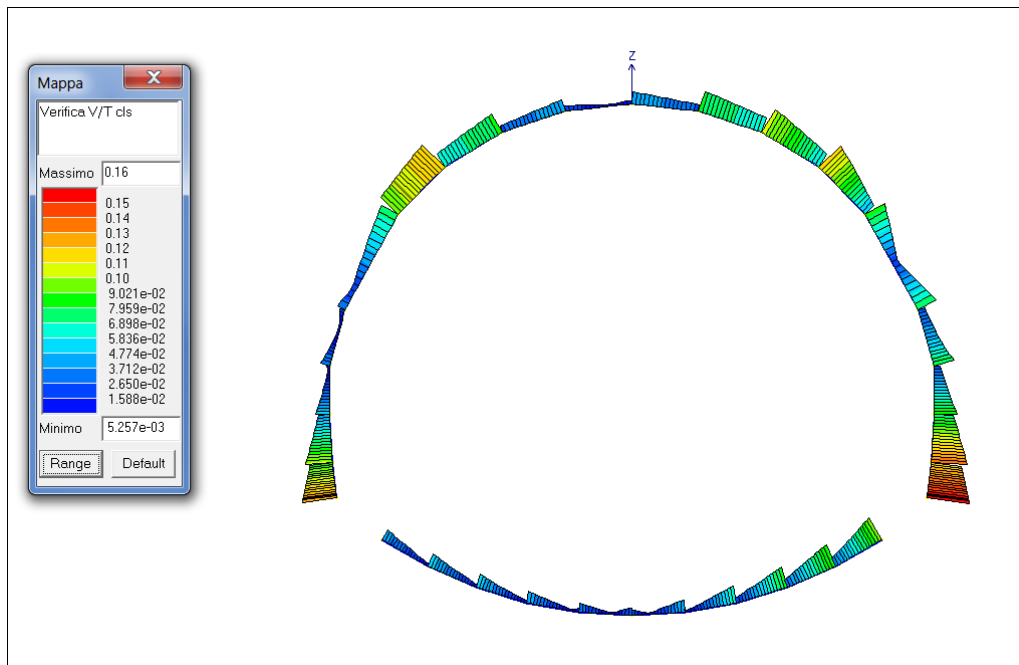 Mappa
Verifica V/T cls
Massimo 0.16
0.15
0.14
0.13
0.12
0.11
0.10
9.021e-02
7.959e-02
6.898e-02
5.836e-02
4.774e-02
3.712e-02
2.650e-02
1.588e-02
Minimo 5.257e-03
Range Default
Z